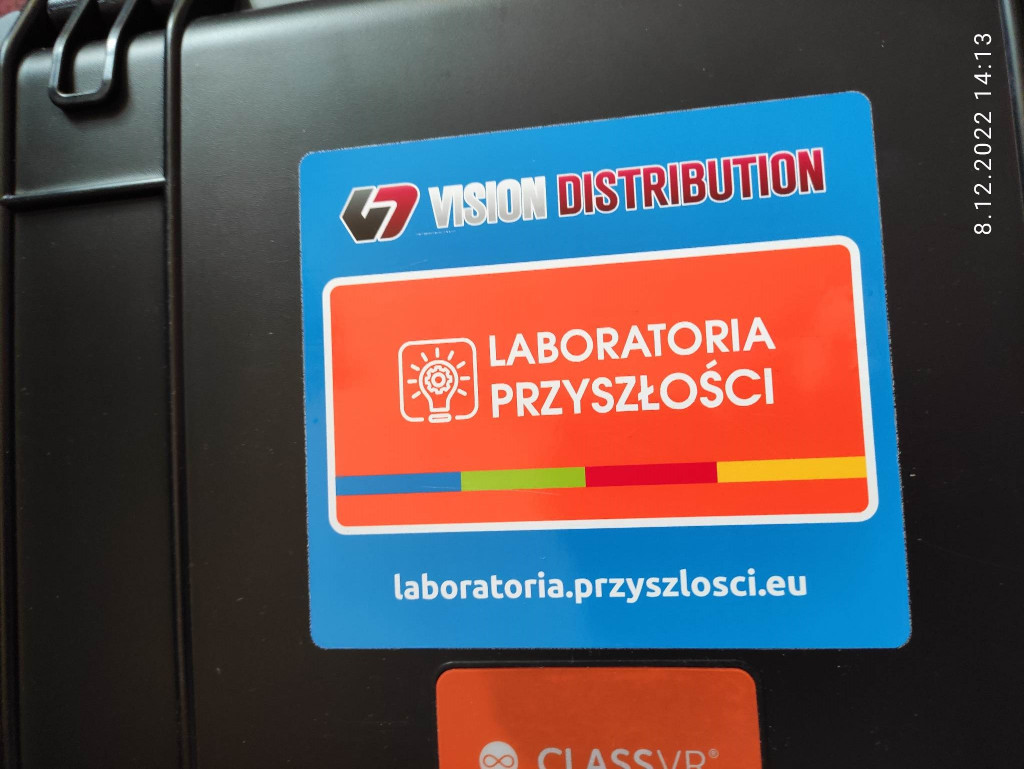 VISION DISTRIBUTION
LABORATORIA
PRZYSZŁOŚCI
laboratoria.przyszlosci.eu
CLASSVR®
8.12.2022 14:13